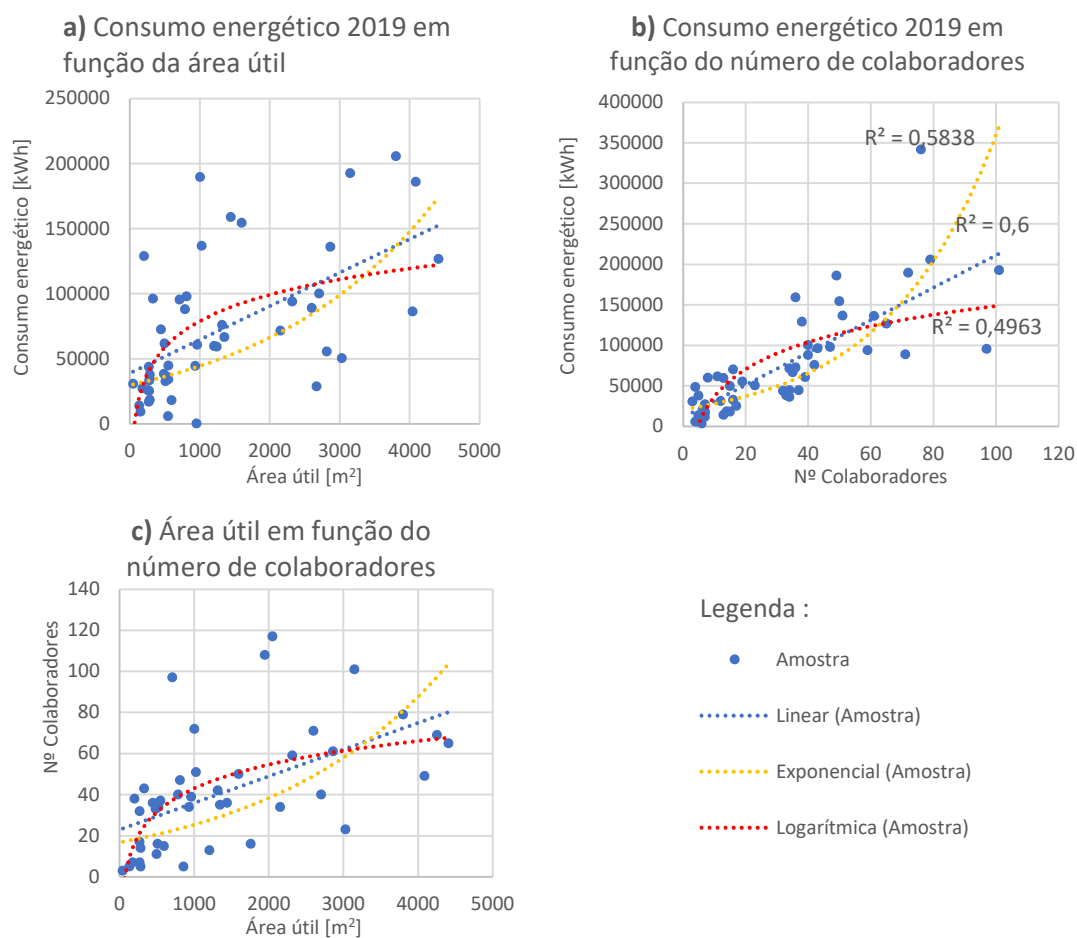 a) Consumo energético 2019 em
função da área útil
250000
200000
150000
100000
50000
0
0 1000 2000 3000 4000 5000
Consumo energético [kWh]
Área útil [m²]
b) Consumo energético 2019 em
função do número de colaboradores
400000
350000
300000
250000
200000
150000
100000
50000
0
0 20 40 60 80 100 120
Consumo energético [kWh]
Nº Colaboradores
R² = 0,5838
R² = 0,6
R² = 0,4963
c) Área útil em função do
número de colaboradores
140
120
100
80
60
40
20
0
0 1000 2000 3000 4000 5000
Nº Colaboradores
Área útil [m²]
Legenda :
Amostra
Linear (Amostra)
Exponencial (Amostra)
Logarítmica (Amostra)